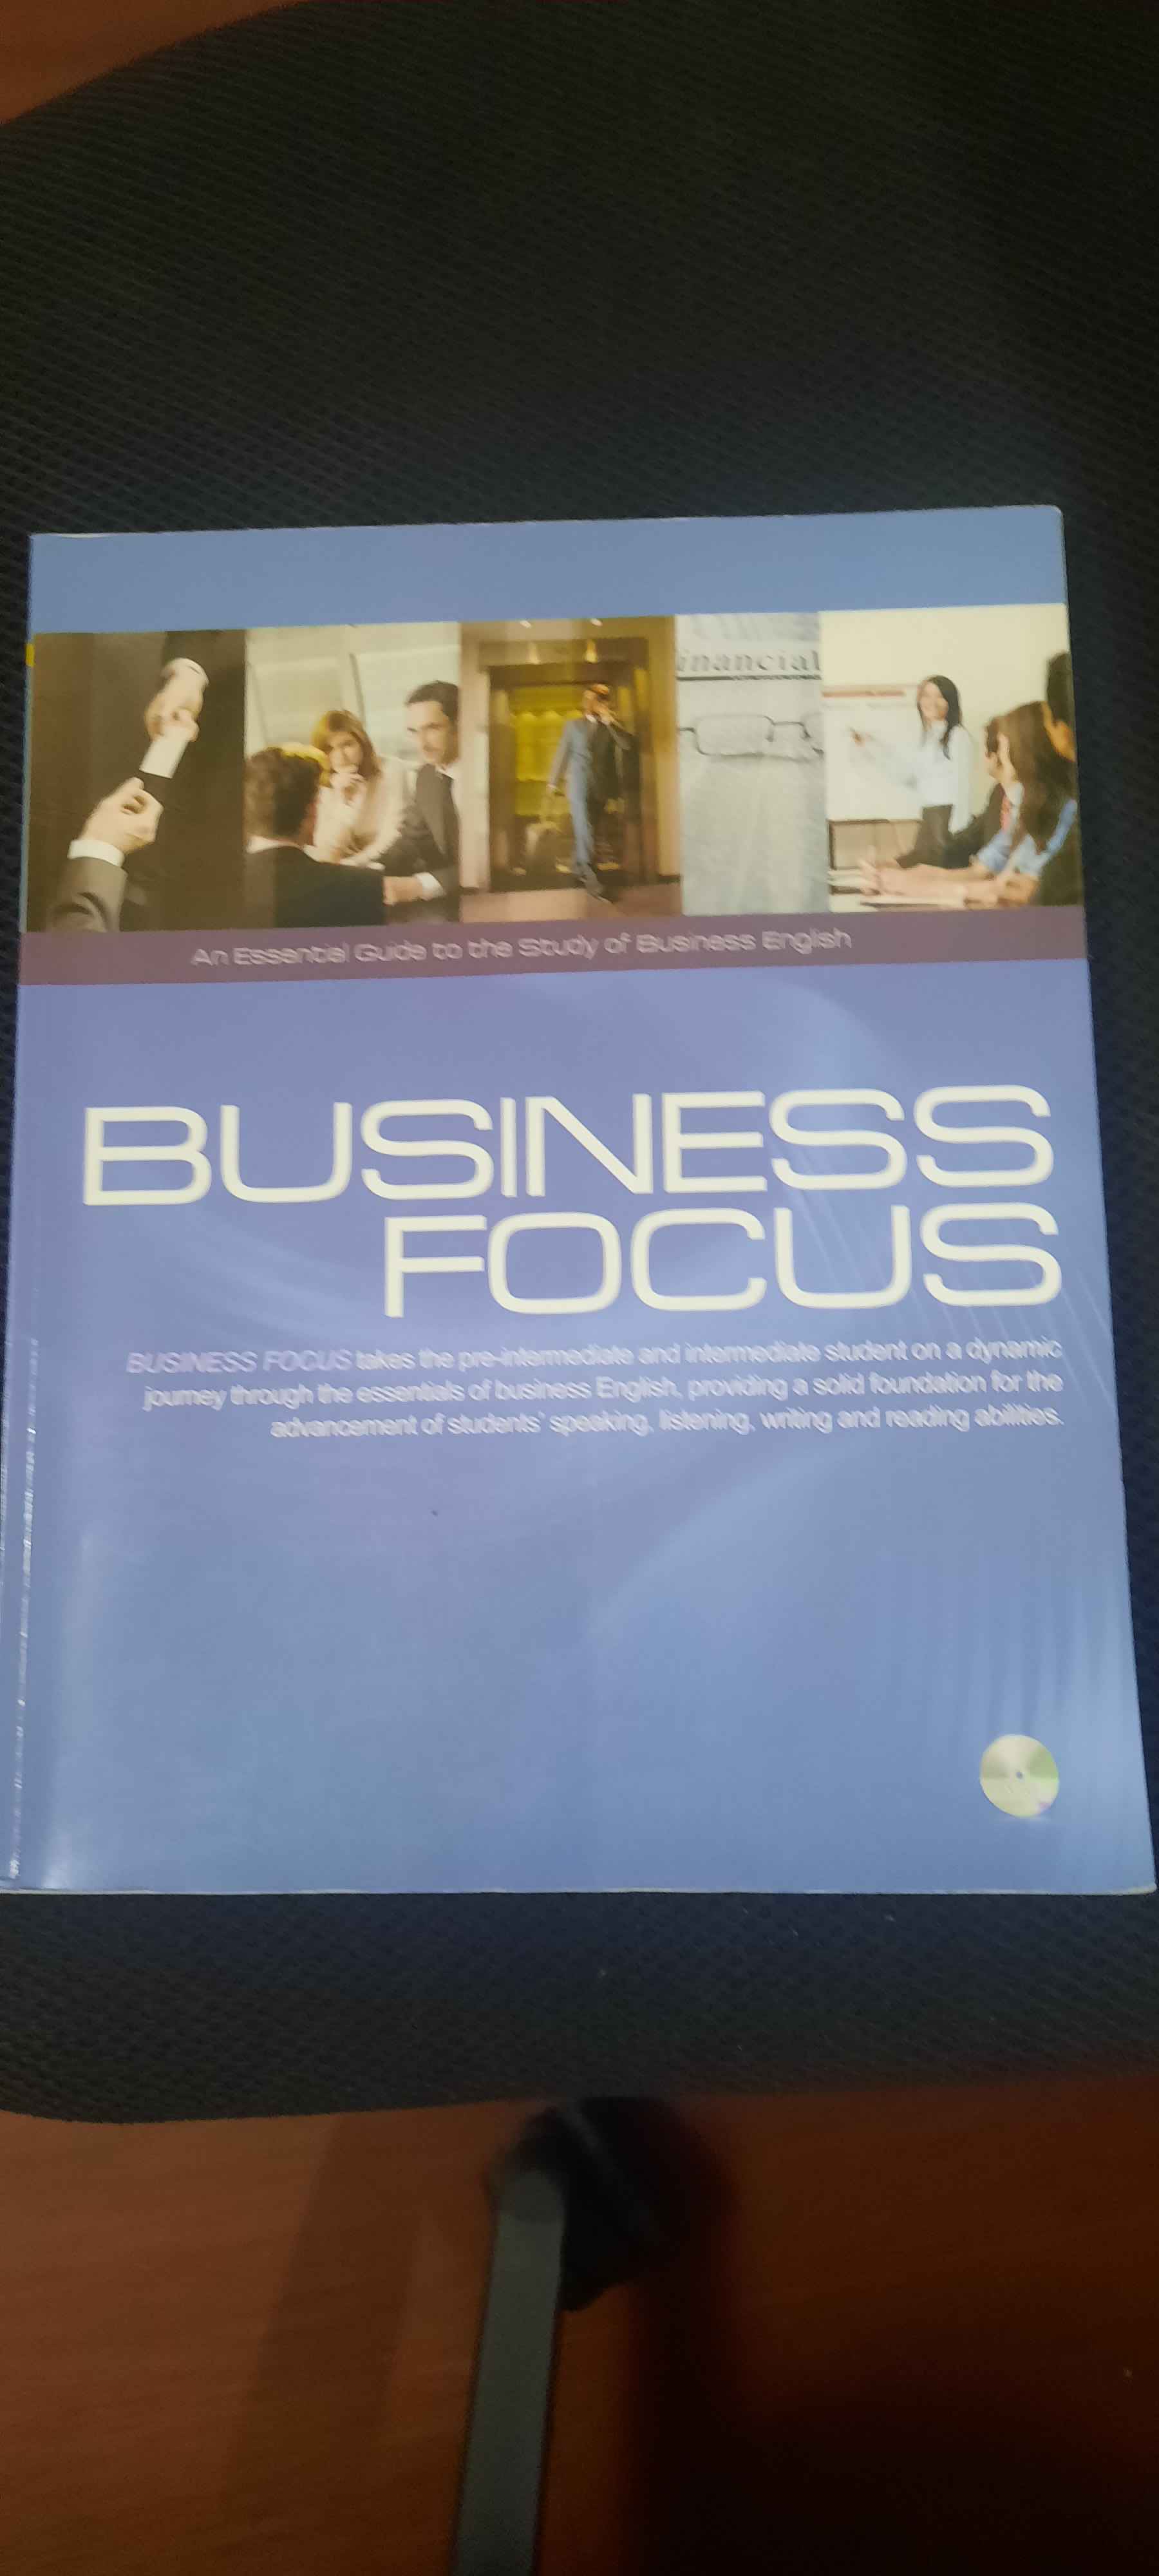 inancial
An Essential Guide to the Study of Business English
BUSINESS
FOCUS
BUSINESS FOCUS takes the pre-intermediate and intermediate student on a dynamic
journey through the essentials of business English, providing a solid foundation for the
advancement of students' speaking, listening, writing and reading abilities.